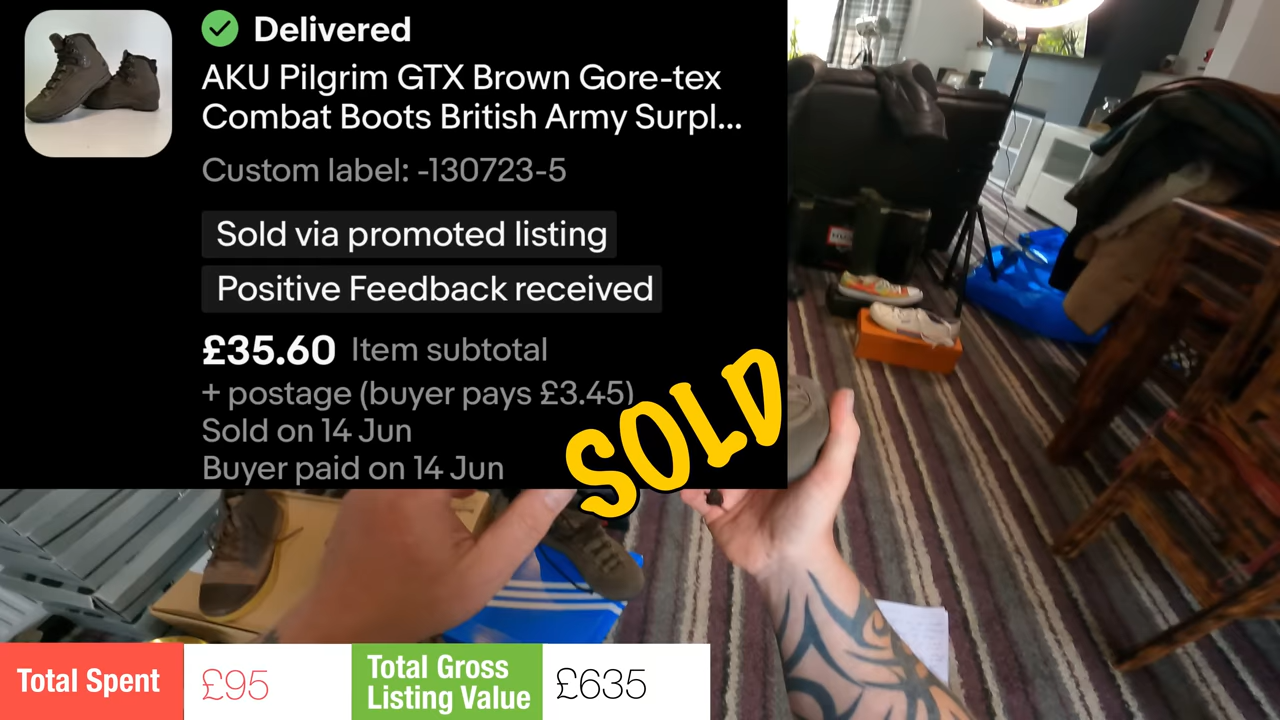 Delivered
AKU Pilgrim GTX Brown Gore-tex
Combat Boots British Army Surpl...
Custom label: -130723-5
Sold via promoted listing
Positive Feedback received
£35.60 Item subtotal
+ postage (buyer pays £3.45)
Sold on 14 Jun
Buyer paid on 14 Jun
SOLD
Total Spent
£95
Total Gross
Listing Value
£635